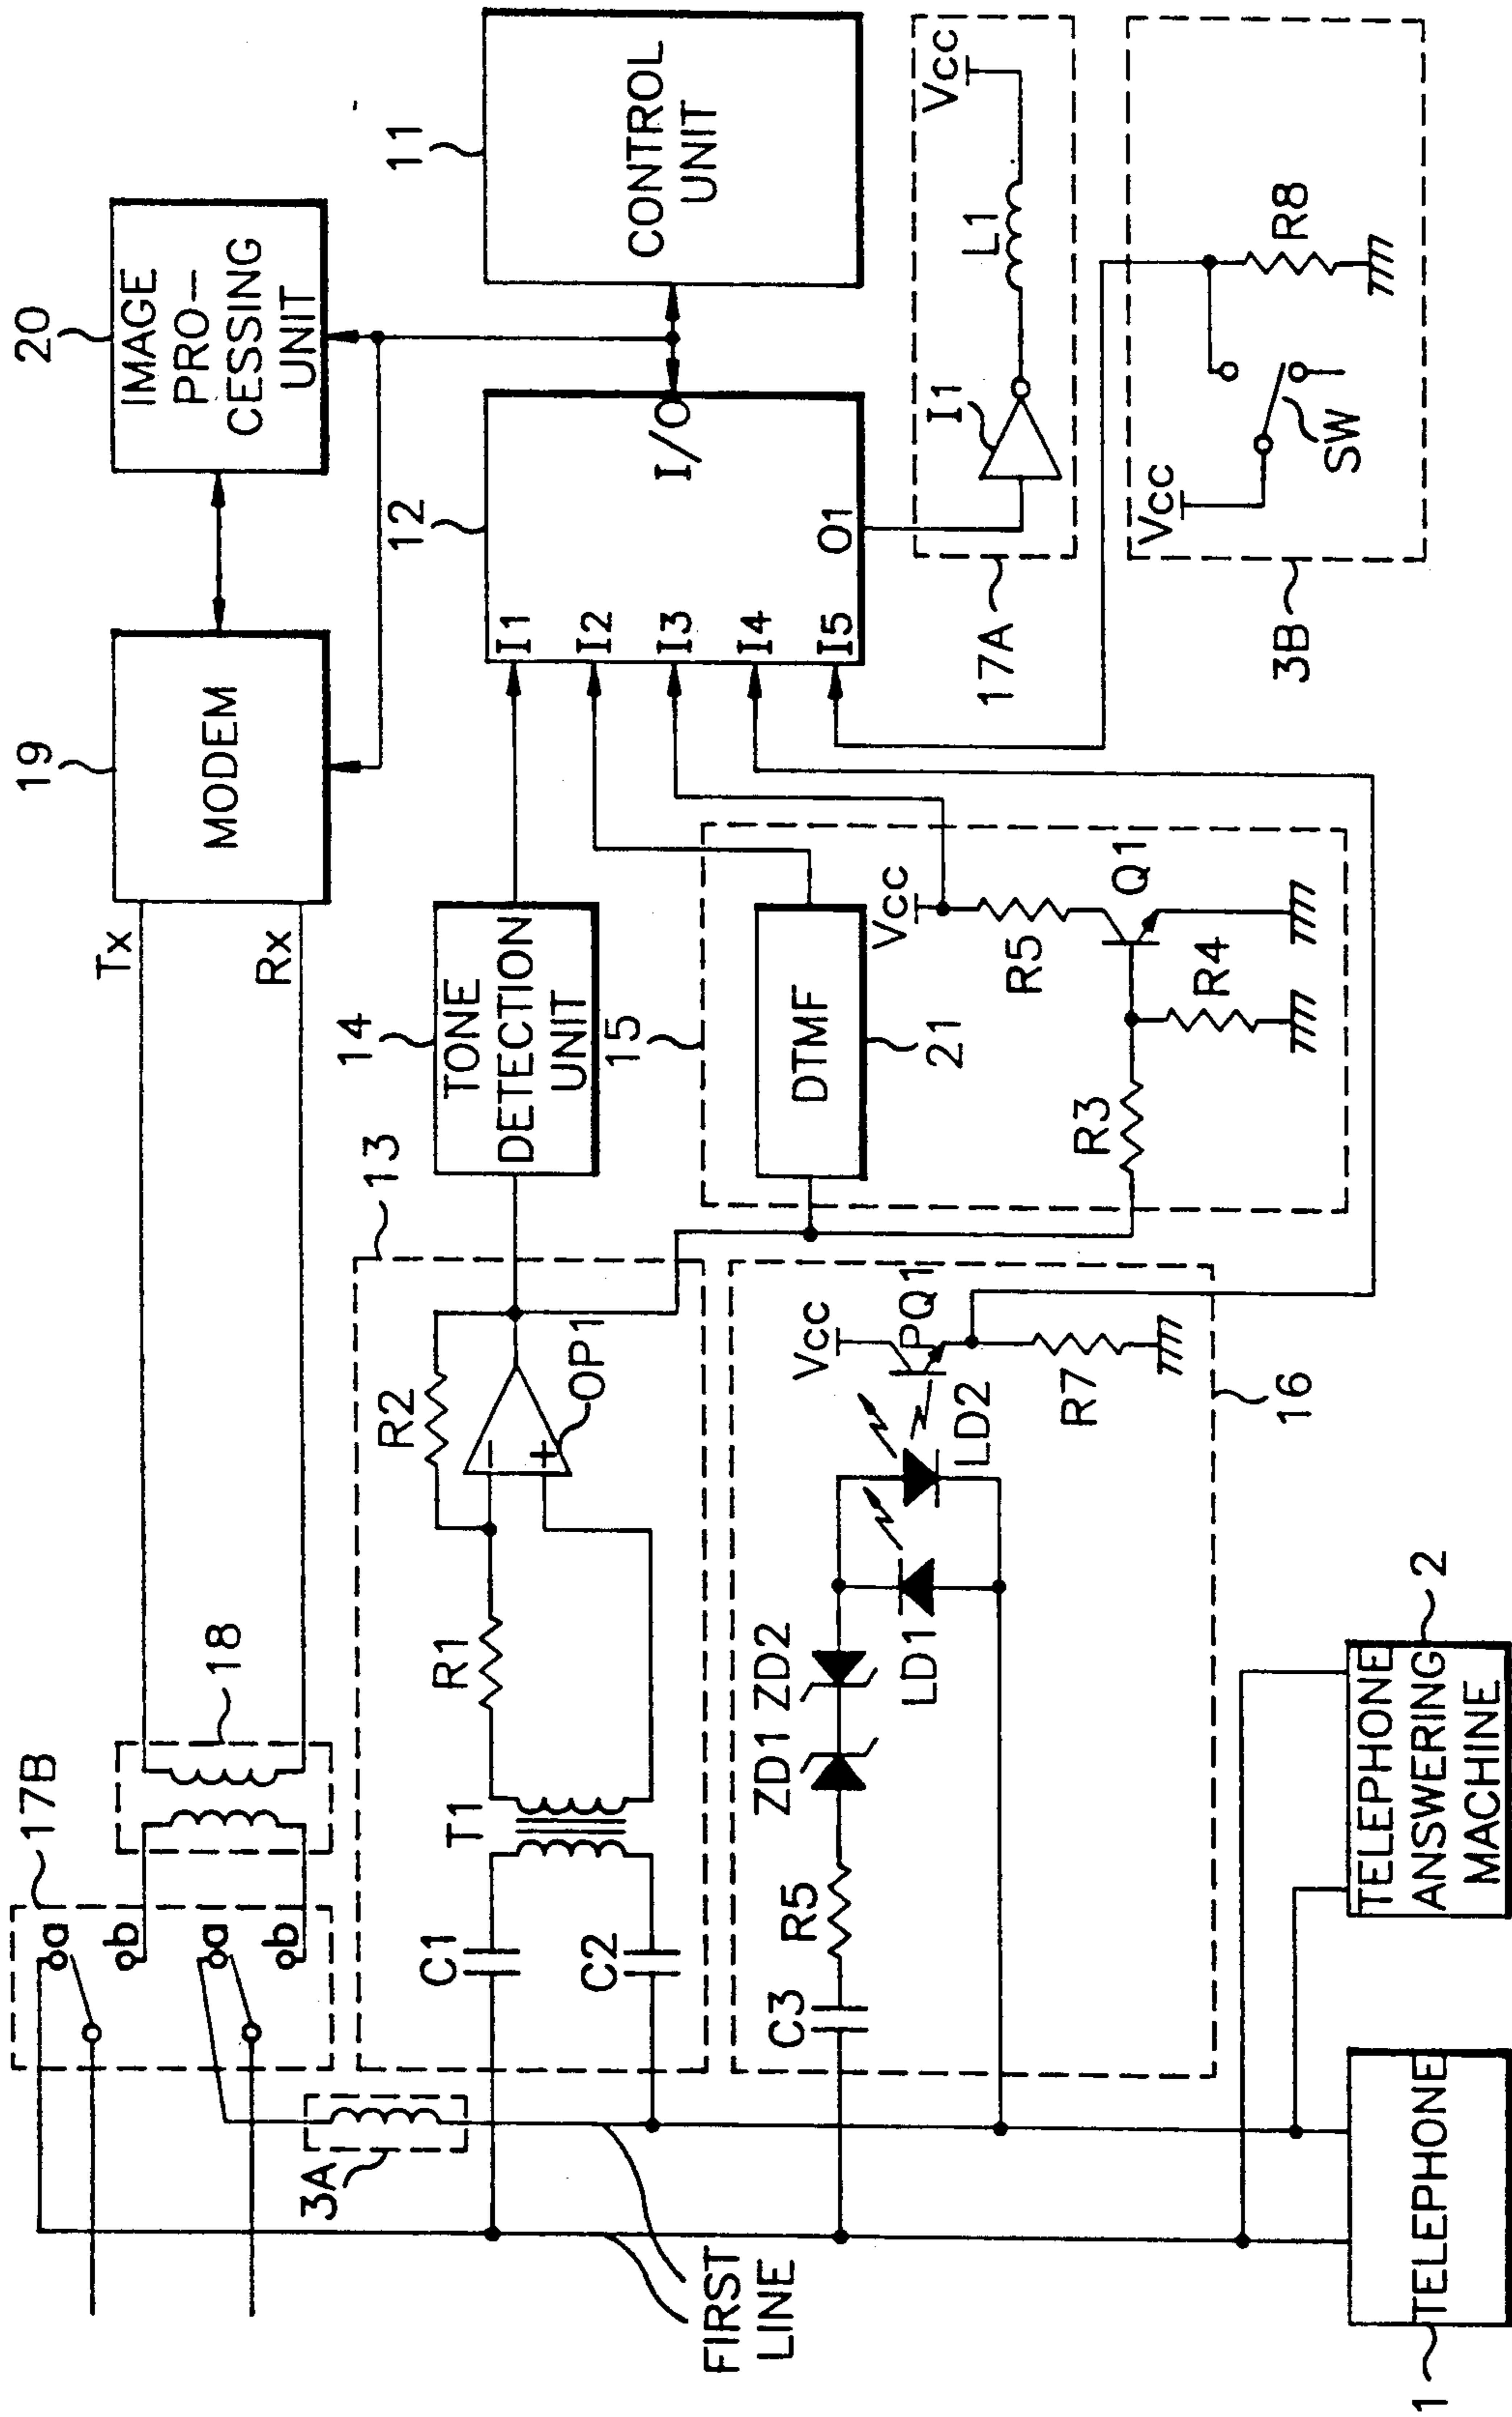 17B
a
b
a
b
18
Tx
Rx
19
MODEM
20
IMAGE
PRO-
CESSING
UNIT
3A
13
C1
C2
T1
R1
R2
OP1
14
TONE
DETECTION
UNIT
12
I1
I2
I3
I4
I5
I/O
O1
11
CONTROL
UNIT
15
DTMF
21
Vcc
R5
Q1
R4
R3
16
C3
R5
ZD1
ZD2
LD1
LD2
Vcc
PQ1
R7
17A
I1
L1
Vcc
3B
Vcc
SW
R8
FIRST
LINE
1
TELEPHONE
2
TELEPHONE
ANSWERING
MACHINE